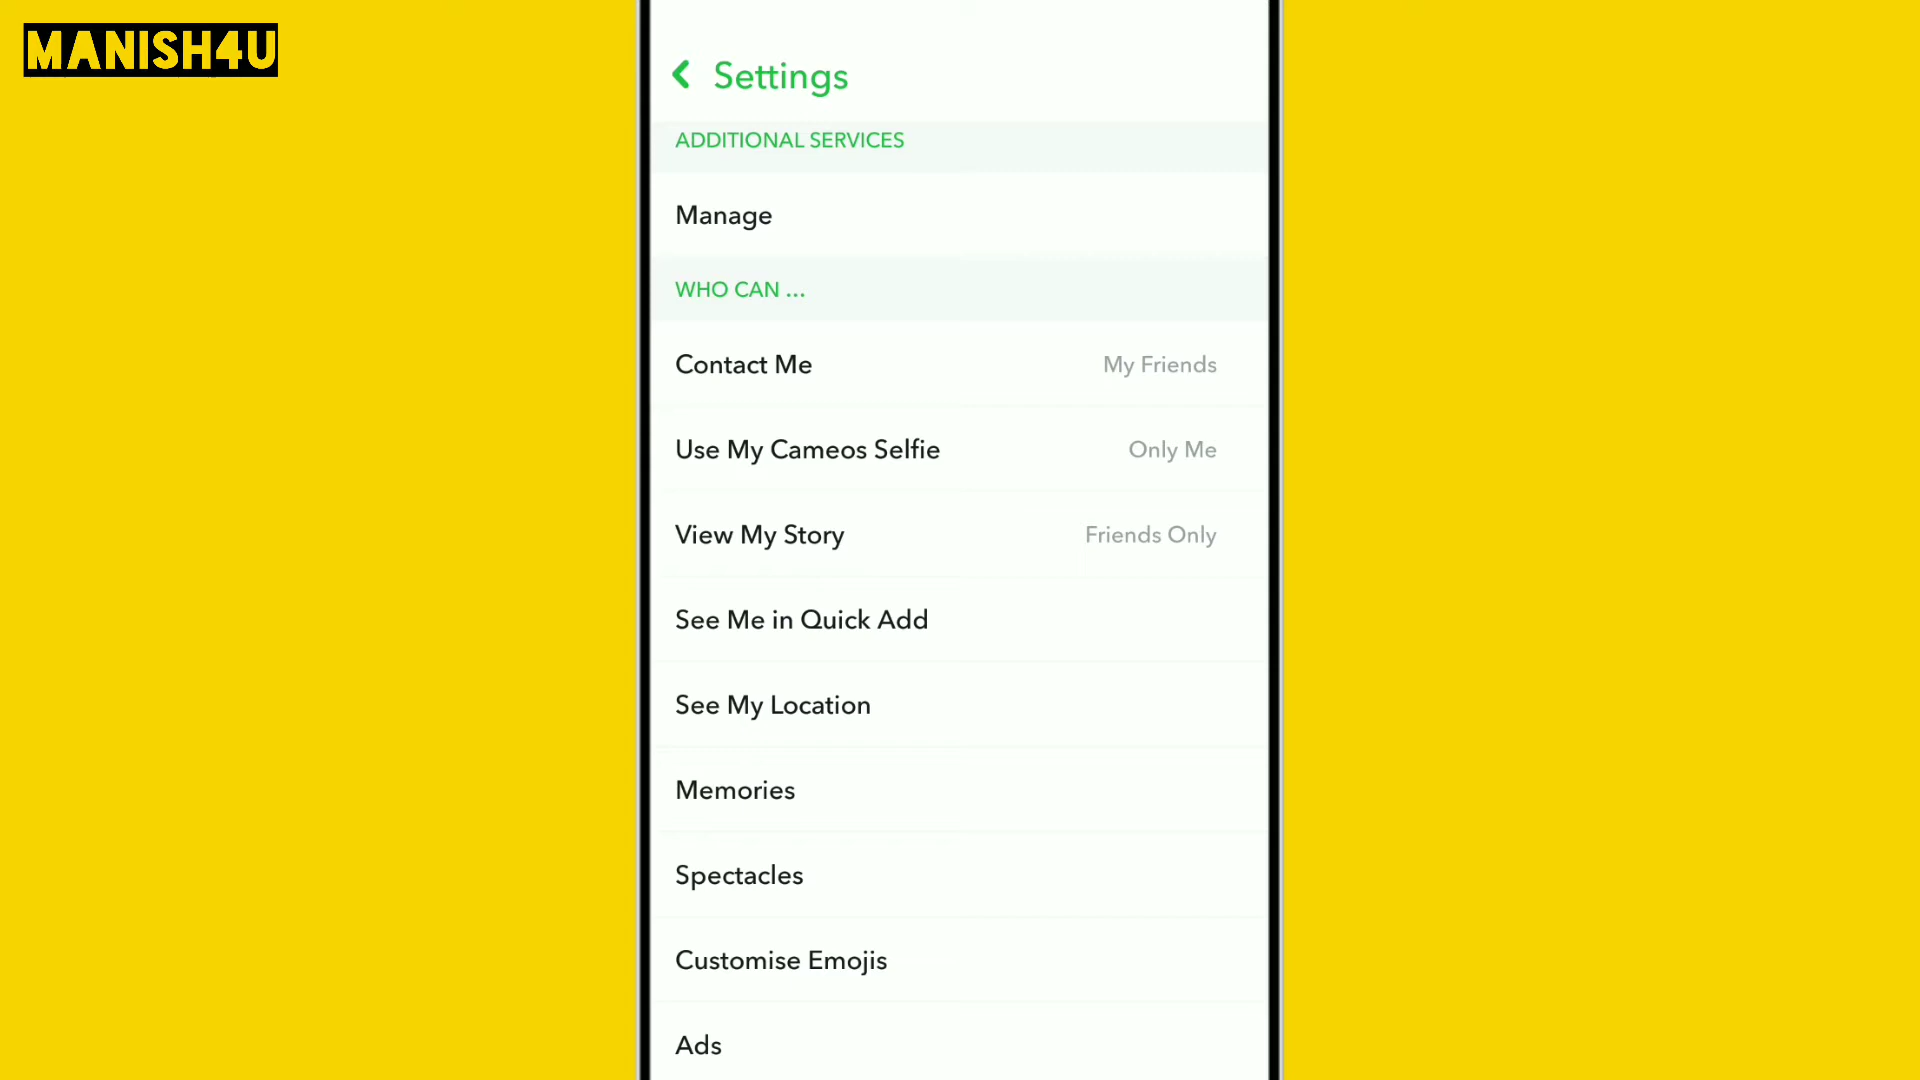 MANISH4U
Settings
ADDITIONAL SERVICES
Manage
WHO CAN ...
Contact Me My Friends
Use My Cameos Selfie Only Me
View My Story Friends Only
See Me in Quick Add
See My Location
Memories
Spectacles
Customise Emojis
Ads